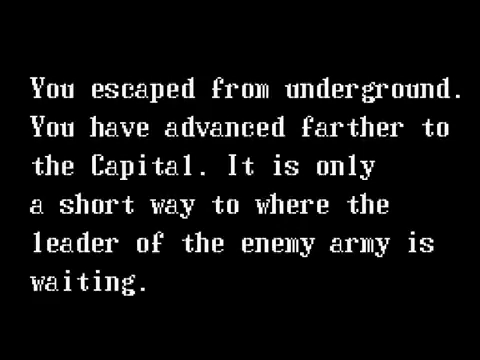 You escaped from underground.
You have advanced farther to
the Capital. It is only
a short way to where the
leader of the enemy army is
waiting.